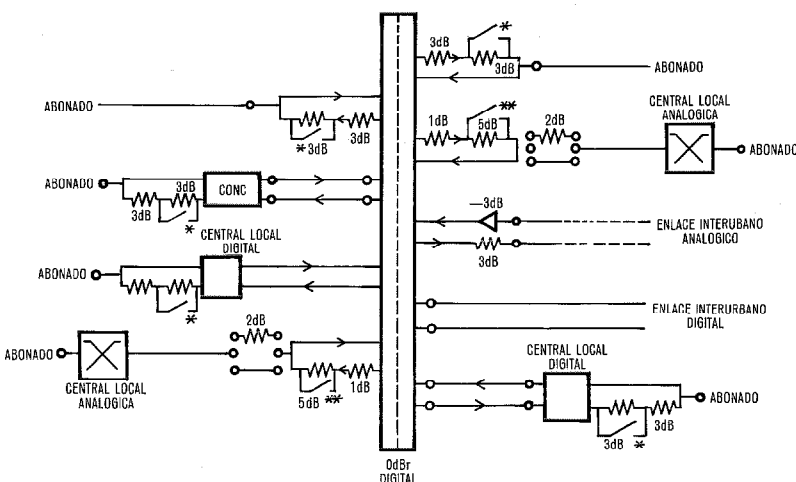 ABONADO
*3dB
3dB
ABONADO
3dB
3dB
*
CONC
CENTRAL LOCAL
DIGITAL
ABONADO
*
2dB
ABONADO
CENTRAL LOCAL
ANALOGICA
5dB
**
1dB
0dBr
DIGITAL
3dB
*
3dB
ABONADO
1dB
**
5dB
2dB
CENTRAL LOCAL
ANALOGICA
ABONADO
—3dB
3dB
ENLACE INTERUBANO
ANALOGICO
ENLACE INTERURBANO
DIGITAL
CENTRAL LOCAL
DIGITAL
ABONADO
3dB
*
3dB